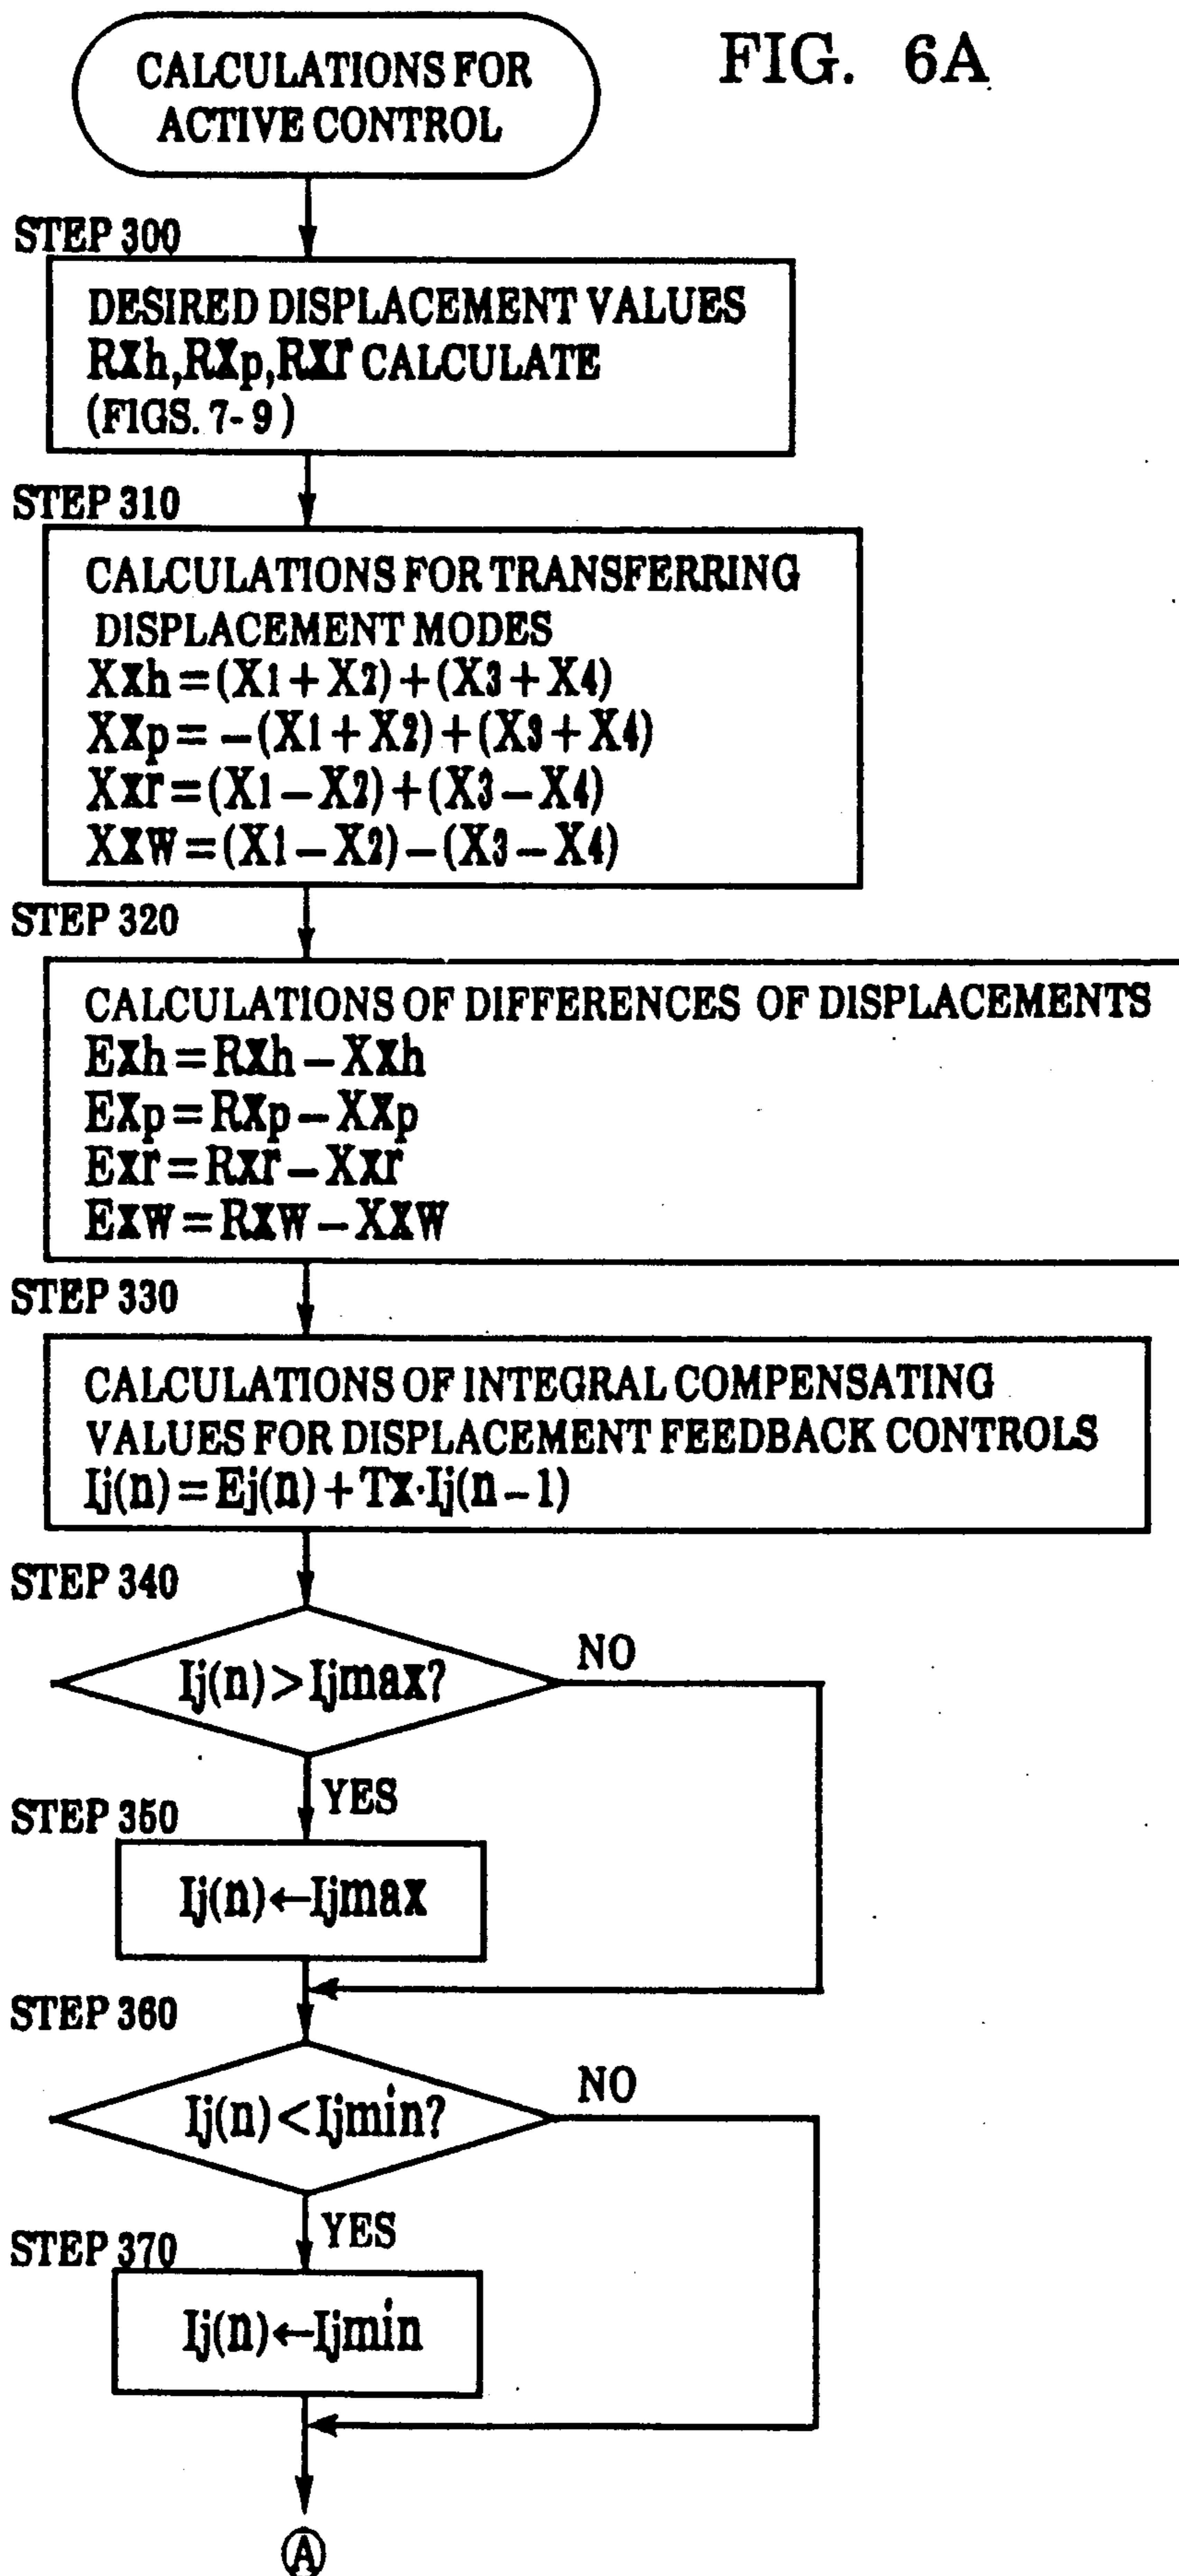 FIG. 6A
CALCULATIONS FOR
ACTIVE CONTROL
STEP 300
DESIRED DISPLACEMENT VALUES
RXh,RXp,RXr CALCULATE
(FIGS. 7-9)
STEP 310
CALCULATIONS FOR TRANSFERRING
DISPLACEMENT MODES
XXh=(X1+X2)+(X3+X4)
XXp=-(X1+X2)+(X3+X4)
XXr=(X1-X2)+(X3-X4)
XXW=(X1-X2)-(X3-X4)
STEP 320
CALCULATIONS OF DIFFERENCES OF DISPLACEMENTS
EXh=RXh-XXh
EXp=RXp-XXp
EXr=RXr-XXr
EXW=RXW-XXW
STEP 330
CALCULATIONS OF INTEGRAL COMPENSATING
VALUES FOR DISPLACEMENT FEEDBACK CONTROLS
Ij(n)=Ej(n)+TX·Ij(n-1)
STEP 340
Ij(n)>Ijmax?
NO
YES
STEP 350
Ij(n)←Ijmax
STEP 360
Ij(n)<Ijmin?
NO
YES
STEP 370
Ij(n)←Ijmin
A